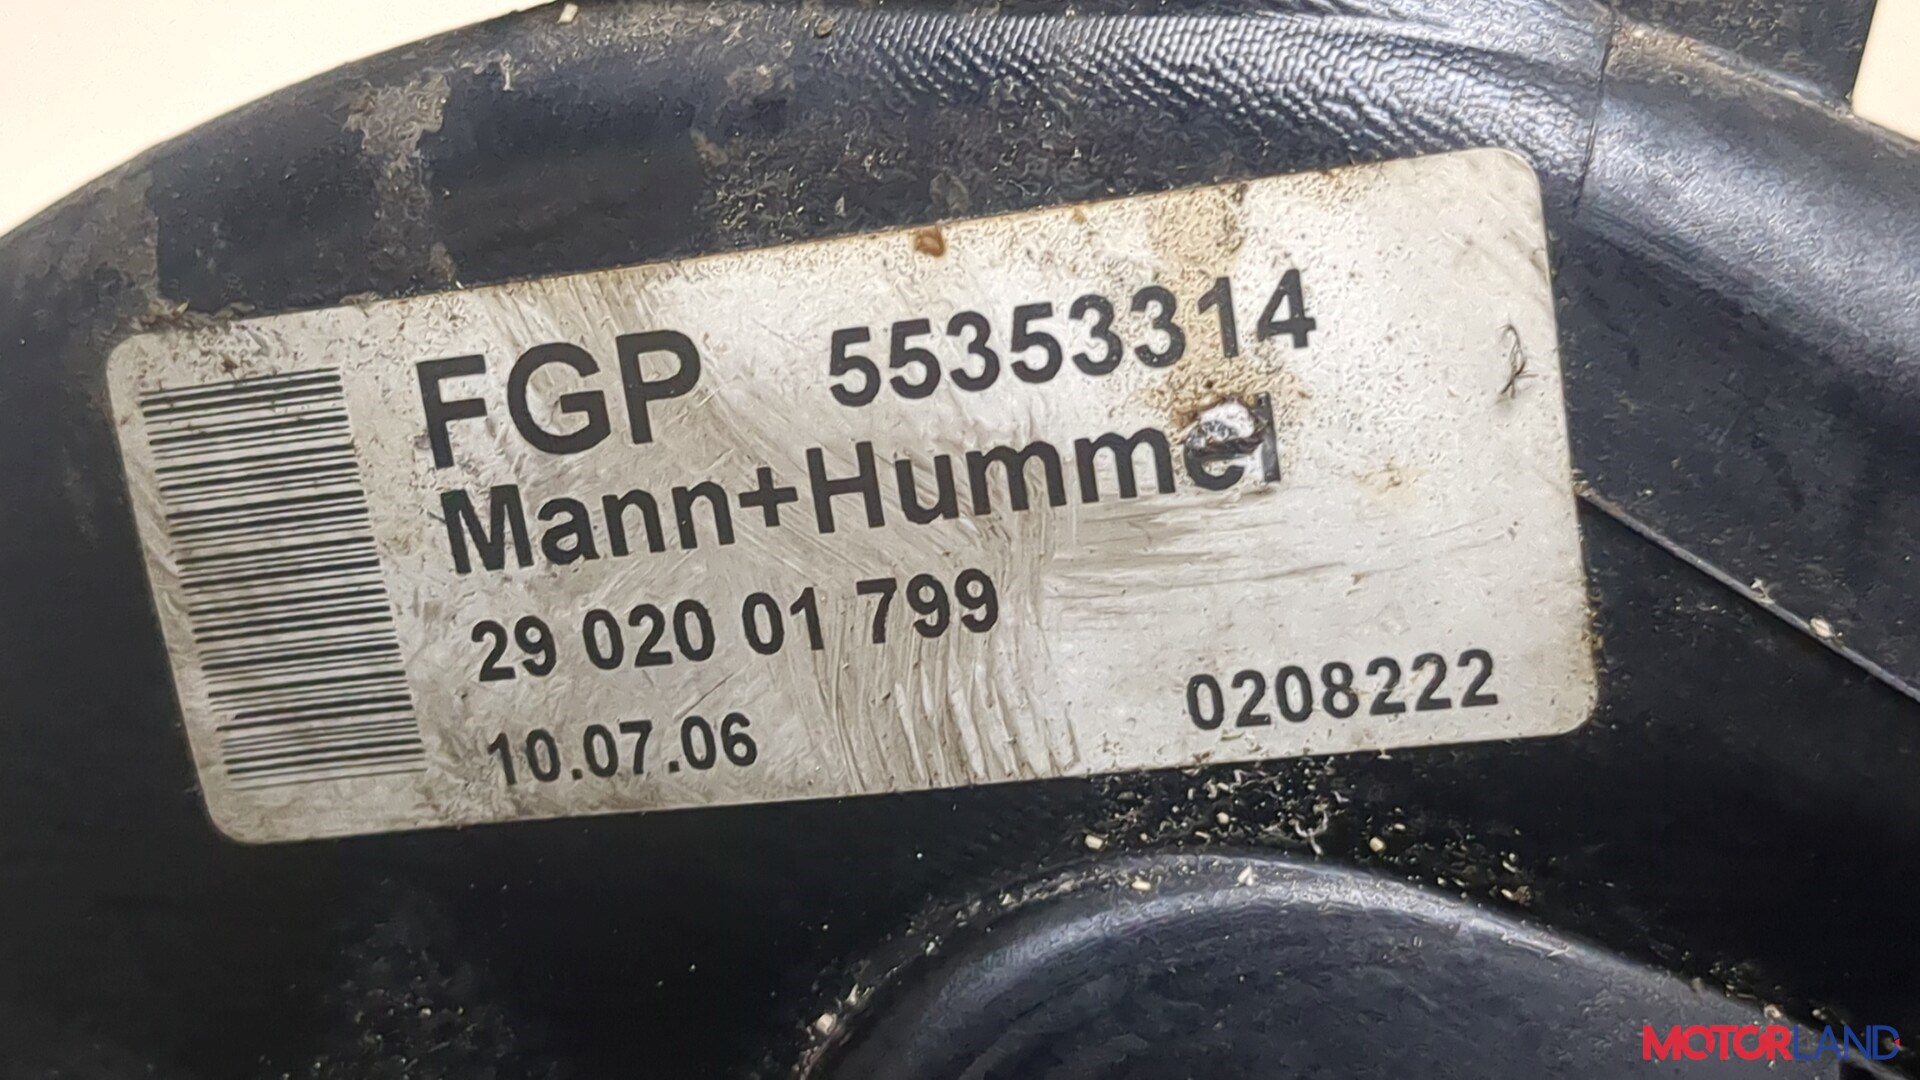 FGP 55353314
Mann+Hummel
29 020 01 799
10.07.06 0208222
MOTORLAND